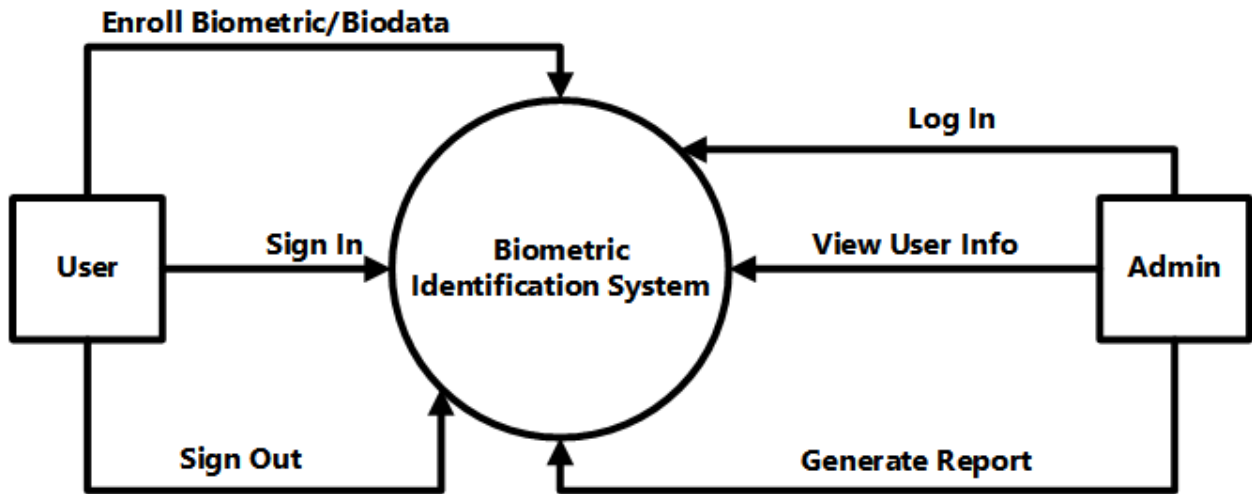 Enroll Biometric/Biodata
Log In
Sign In
View User Info
User
Biometric
Identification System
Admin
Sign Out
Generate Report